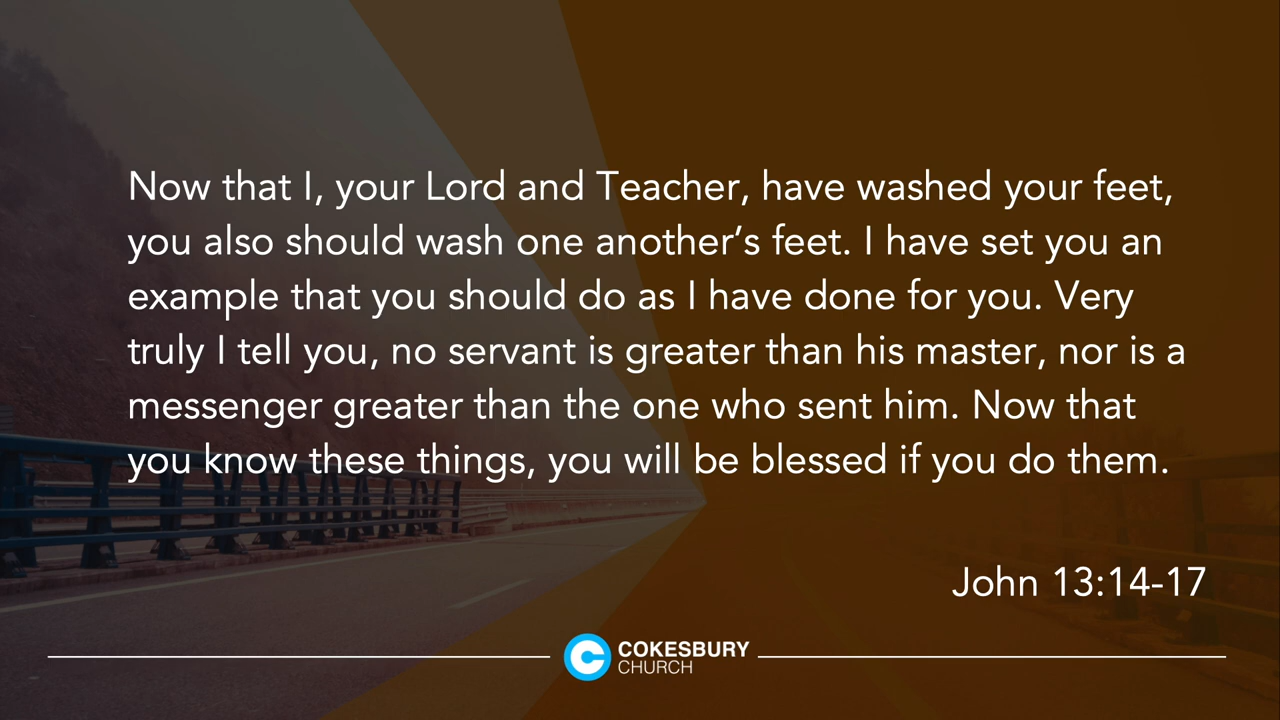 Now that I, your Lord and Teacher, have washed your feet,
you also should wash one another’s feet. I have set you an
example that you should do as I have done for you. Very
truly I tell you, no servant is greater than his master, nor is a
messenger greater than the one who sent him. Now that
you know these things, you will be blessed if you do them.
John 13:14-17
COKESBURY
CHURCH